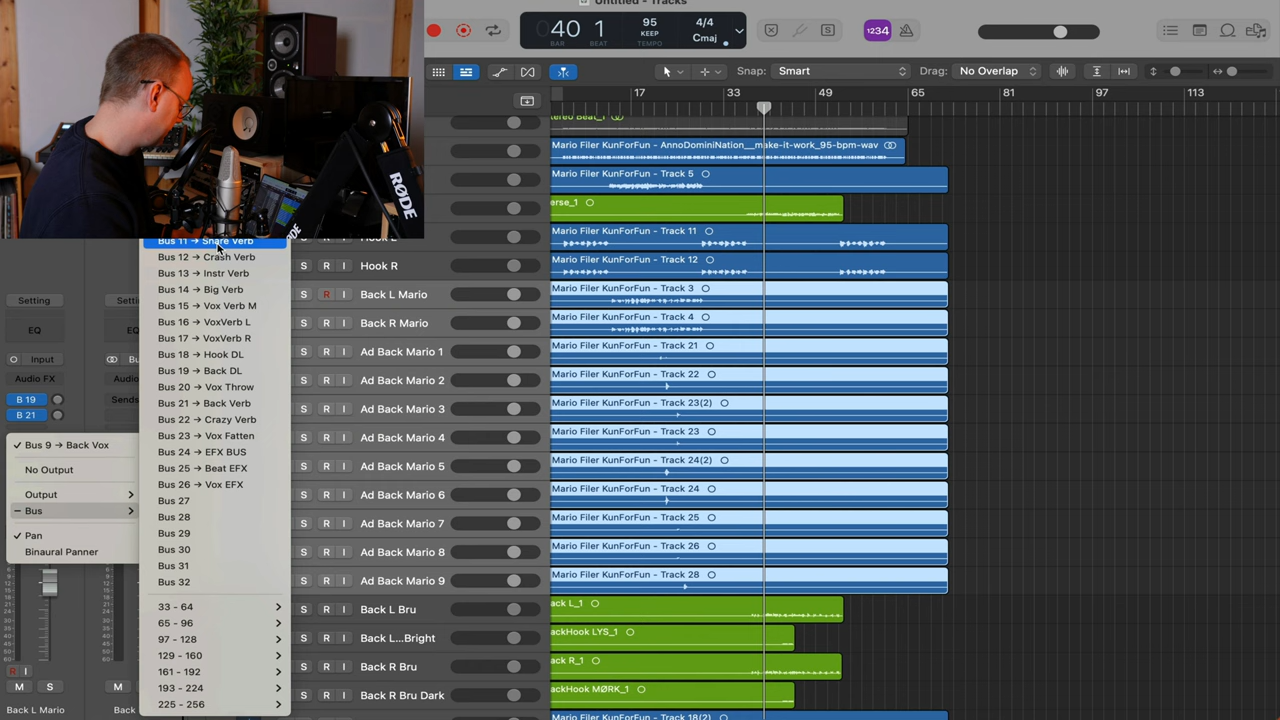 Untitled - Tracks
40 1
BAR BEAT
95
KEEP
TEMPO
4/4
Cmaj
1234
Snap: Smart
Drag: No Overlap
17 33 49 65 81 97 113
Mario Filer KunForFun - AnnoDominiNation__make-it-work_95-bpm-wav
Mario Filer KunForFun - Track 5
erse_1
Mario Filer KunForFun - Track 11
Hook R
Mario Filer KunForFun - Track 12
S R I Back L Mario
Mario Filer KunForFun - Track 3
S R I Back R Mario
Mario Filer KunForFun - Track 4
S R I Ad Back Mario 1
Mario Filer KunForFun - Track 21
S R I Ad Back Mario 2
Mario Filer KunForFun - Track 22
S R I Ad Back Mario 3
Mario Filer KunForFun - Track 23(2)
S R I Ad Back Mario 4
Mario Filer KunForFun - Track 23
S R I Ad Back Mario 5
Mario Filer KunForFun - Track 24(2)
S R I Ad Back Mario 6
Mario Filer KunForFun - Track 24
S R I Ad Back Mario 7
Mario Filer KunForFun - Track 25
S R I Ad Back Mario 8
Mario Filer KunForFun - Track 26
S R I Ad Back Mario 9
Mario Filer KunForFun - Track 28
S R I Back L Bru
ack L_1
S R I Back L...Bright
ackHook LYS_1
S R I Back R Bru
ack R_1
S R I Back R Bru Dark
ackHook MØRK_1
Mario Filer KunForFun - Track 18(2)
RØDE
Bus 11 → Snare Verb
Bus 12 → Crash Verb
Bus 13 → Instr Verb
Bus 14 → Big Verb
Bus 15 → Vox Verb M
Bus 16 → VoxVerb L
Bus 17 → VoxVerb R
Bus 18 → Hook DL
Bus 19 → Back DL
Bus 20 → Vox Throw
Bus 21 → Back Verb
Bus 22 → Crazy Verb
Bus 23 → Vox Fatten
Bus 24 → EFX BUS
Bus 25 → Beat EFX
Bus 26 → Vox EFX
Bus 27
Bus 28
Bus 29
Bus 30
Bus 31
Bus 32
33 - 64
65 - 96
97 - 128
129 - 160
161 - 192
193 - 224
225 - 256
Setting
EQ
Input
Audio FX
B 19
B 21
Bus 9 → Back Vox
No Output
Output
Bus
Pan
Binaural Panner
R I
M S M
Back L Mario